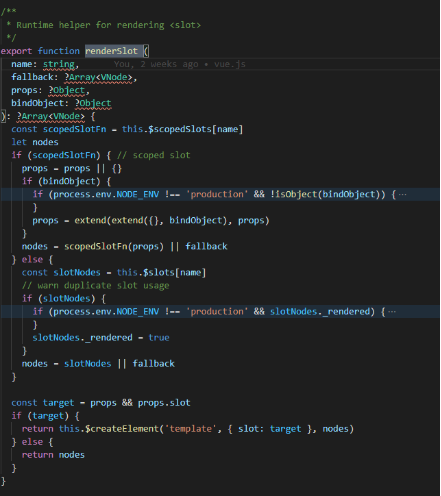 /**
 * Runtime helper for rendering <slot>
 */
export function renderSlot (
  name: string,    You, 2 weeks ago • vue.js
  fallback: ?Array<VNode>,
  props: ?Object,
  bindObject: ?Object
): ?Array<VNode> {
  const scopedSlotFn = this.$scopedSlots[name]
  let nodes
  if (scopedSlotFn) { // scoped slot
    props = props || {}
    if (bindObject) {
      if (process.env.NODE_ENV !== 'production' && !isObject(bindObject)) {⋯
      }
      props = extend(extend({}, bindObject), props)
    }
    nodes = scopedSlotFn(props) || fallback
  } else {
    const slotNodes = this.$slots[name]
    // warn duplicate slot usage
    if (slotNodes) {
      if (process.env.NODE_ENV !== 'production' && slotNodes._rendered) {⋯
      }
      slotNodes._rendered = true
    }
    nodes = slotNodes || fallback
  }

  const target = props && props.slot
  if (target) {
    return this.$createElement('template', { slot: target }, nodes)
  } else {
    return nodes
  }
}